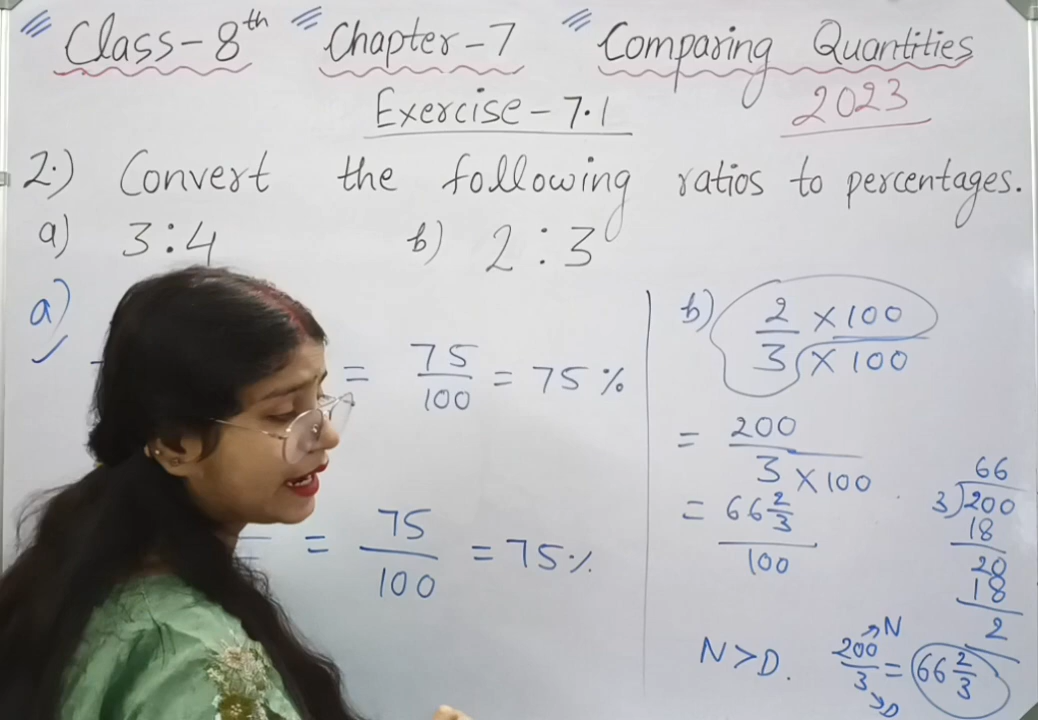 Class-8th Chapter-7 Comparing Quantities
Exercise-7.1 2023
2.) Convert the following ratios to percentages.
a) 3:4 b) 2:3
a)
= 75/100 = 75%
= 75/100 = 75%
b) 2/3 × 100/× 100
= 200/3 × 100
= 66 2/3/100
66
3)200
18
20
18
2
N>D.
200/3 = 66 2/3
N
D